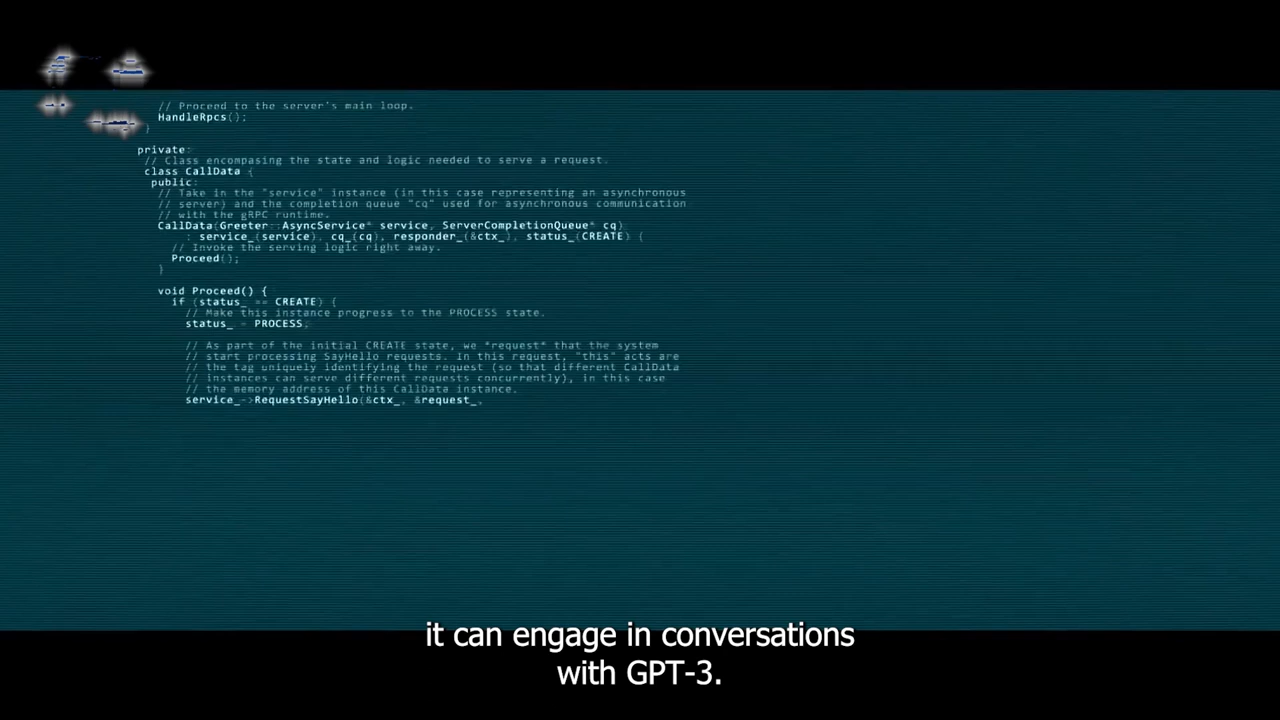 // Proceed to the server's main loop.
HandleRpcs();
}
private:
// Class encompasing the state and logic needed to serve a request.
class CallData {
public:
// Take in the "service" instance (in this case representing an asynchronous
// server) and the completion queue "cq" used for asynchronous communication
// with the gRPC runtime.
CallData(Greeter::AsyncService* service, ServerCompletionQueue* cq)
: service_(service), cq_(cq), responder_(&ctx_), status_(CREATE) {
// Invoke the serving logic right away.
Proceed();
}
void Proceed() {
if (status_ == CREATE) {
// Make this instance progress to the PROCESS state.
status_ = PROCESS;
// As part of the initial CREATE state, we *request* that the system
// start processing SayHello requests. In this request, "this" acts are
// the tag uniquely identifying the request (so that different CallData
// instances can serve different requests concurrently), in this case
// the memory address of this CallData instance.
service_->RequestSayHello(&ctx_, &request_,
it can engage in conversations
with GPT-3.